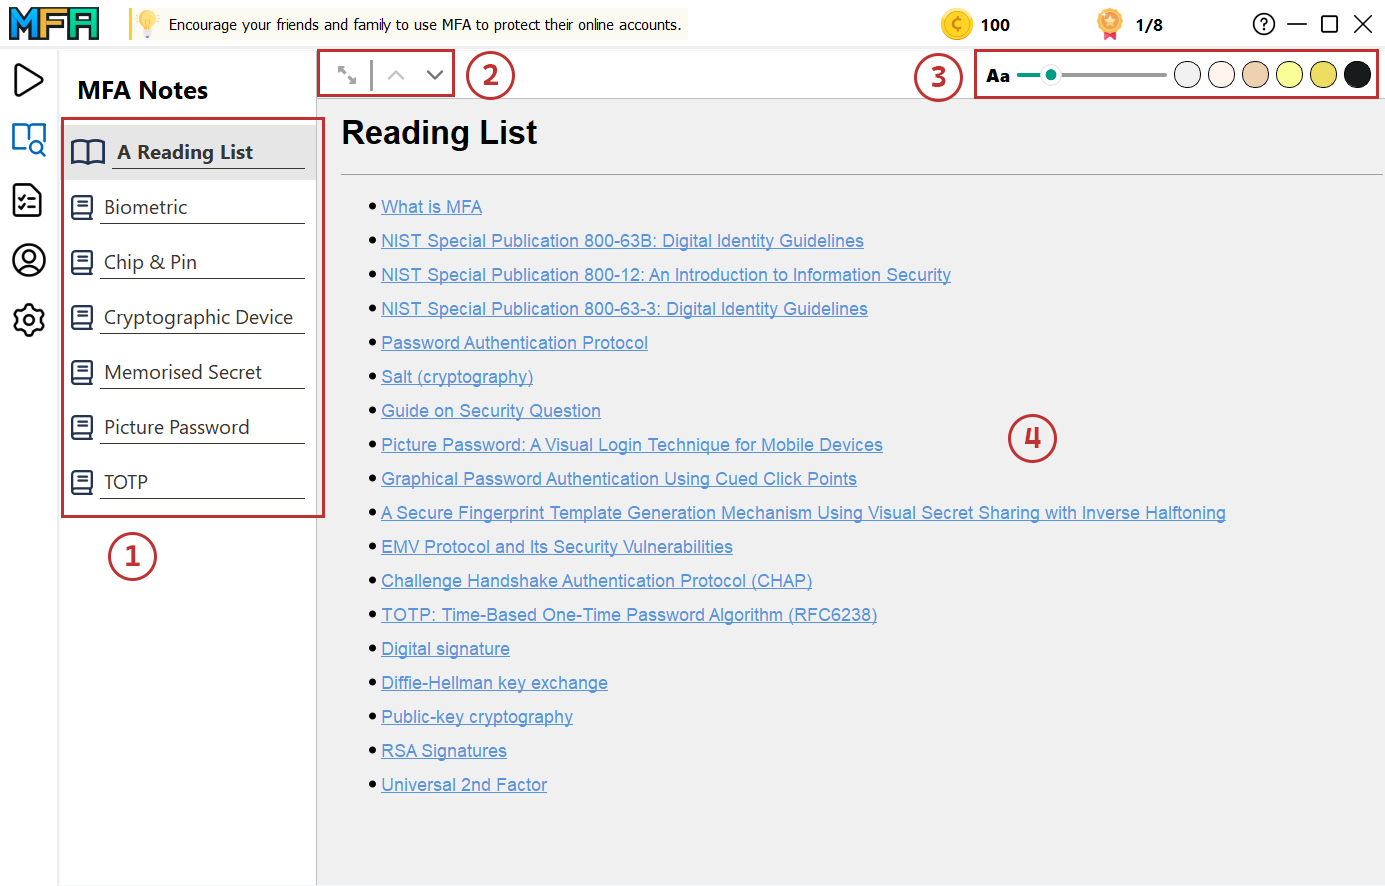 MFA
Encourage your friends and family to use MFA to protect their online accounts.
100
1/8
MFA Notes
2
3
Aa
A Reading List
Biometric
Chip & Pin
Cryptographic Device
Memorised Secret
Picture Password
TOTP
1
Reading List
What is MFA
NIST Special Publication 800-63B: Digital Identity Guidelines
NIST Special Publication 800-12: An Introduction to Information Security
NIST Special Publication 800-63-3: Digital Identity Guidelines
Password Authentication Protocol
Salt (cryptography)
Guide on Security Question
Picture Password: A Visual Login Technique for Mobile Devices
Graphical Password Authentication Using Cued Click Points
A Secure Fingerprint Template Generation Mechanism Using Visual Secret Sharing with Inverse Halftoning
EMV Protocol and Its Security Vulnerabilities
Challenge Handshake Authentication Protocol (CHAP)
TOTP: Time-Based One-Time Password Algorithm (RFC6238)
Digital signature
Diffie-Hellman key exchange
Public-key cryptography
RSA Signatures
Universal 2nd Factor
4